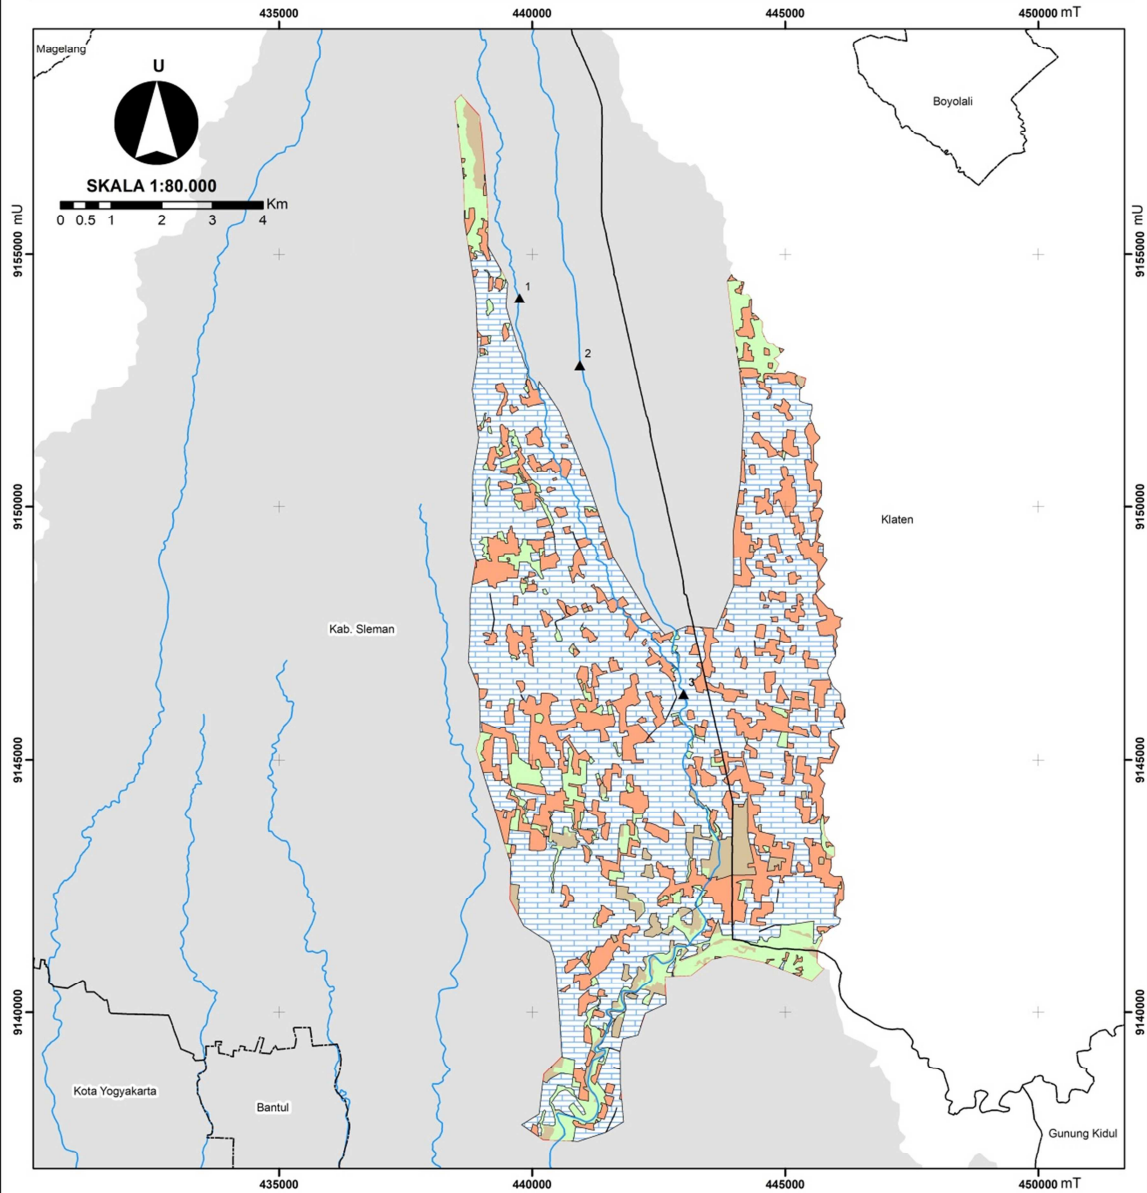 435000
440000
445000
450000 mT
Magelang
U
Boyolali
SKALA 1:80.000
Km
0 0.5 1 2 3 4
9155000 mU
9155000 mU
1
2
9150000
9150000
Klaten
Kab. Sleman
3
9145000
9145000
9140000
9140000
Kota Yogyakarta
Bantul
Gunung Kidul
435000
440000
445000
450000 mT